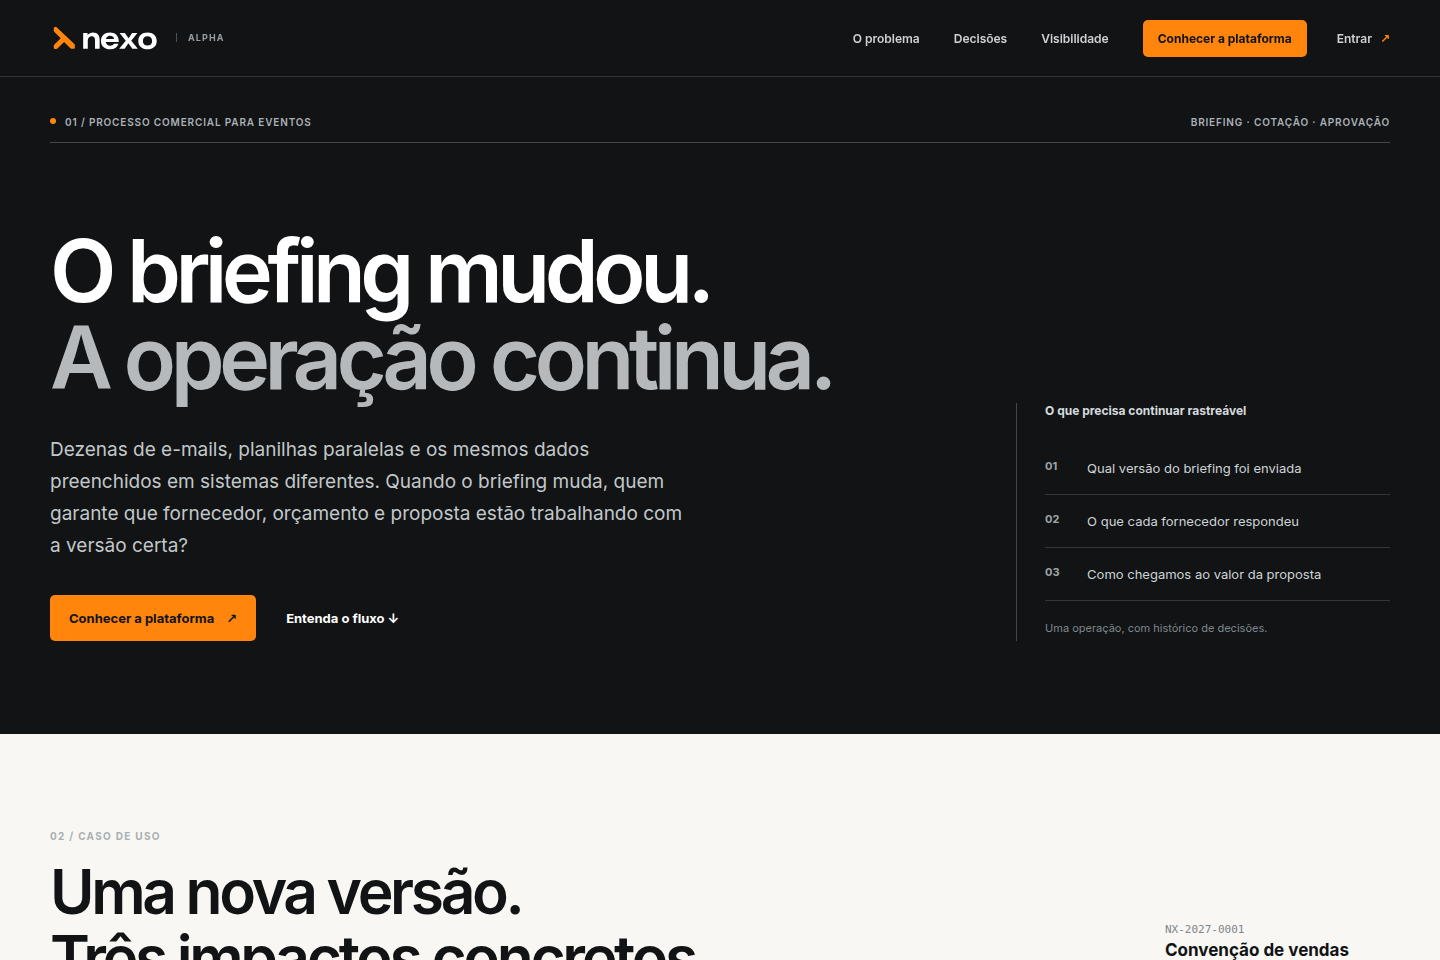 nexo
ALPHA
O problema
Decisões
Visibilidade
Conhecer a plataforma
Entrar ↗
01 / PROCESSO COMERCIAL PARA EVENTOS
BRIEFING · COTAÇÃO · APROVAÇÃO
O briefing mudou.
A operação continua.
Dezenas de e-mails, planilhas paralelas e os mesmos dados
preenchidos em sistemas diferentes. Quando o briefing muda, quem
garante que fornecedor, orçamento e proposta estão trabalhando com
a versão certa?
Conhecer a plataforma ↗
Entenda o fluxo ↓
O que precisa continuar rastreável
01 Qual versão do briefing foi enviada
02 O que cada fornecedor respondeu
03 Como chegamos ao valor da proposta
Uma operação, com histórico de decisões.
02 / CASO DE USO
Uma nova versão.
Três impactos concretos.
NX-2027-0001
Convenção de vendas